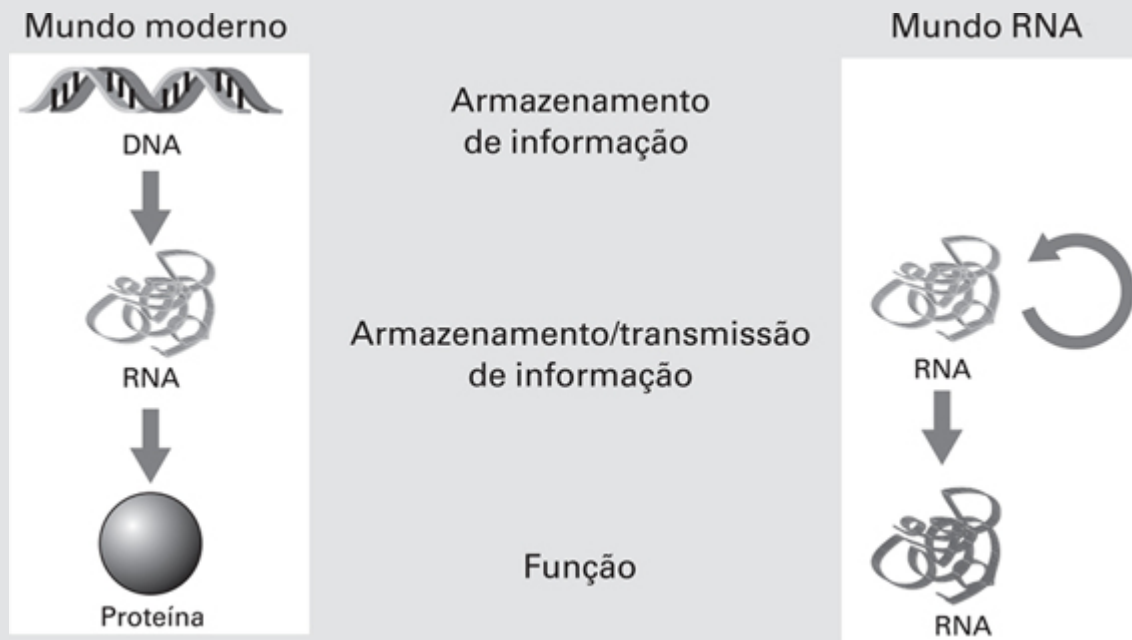 Mundo moderno
Mundo RNA
DNA
Armazenamento
de informação
RNA
Armazenamento/transmissão
de informação
RNA
Proteína
Função
RNA